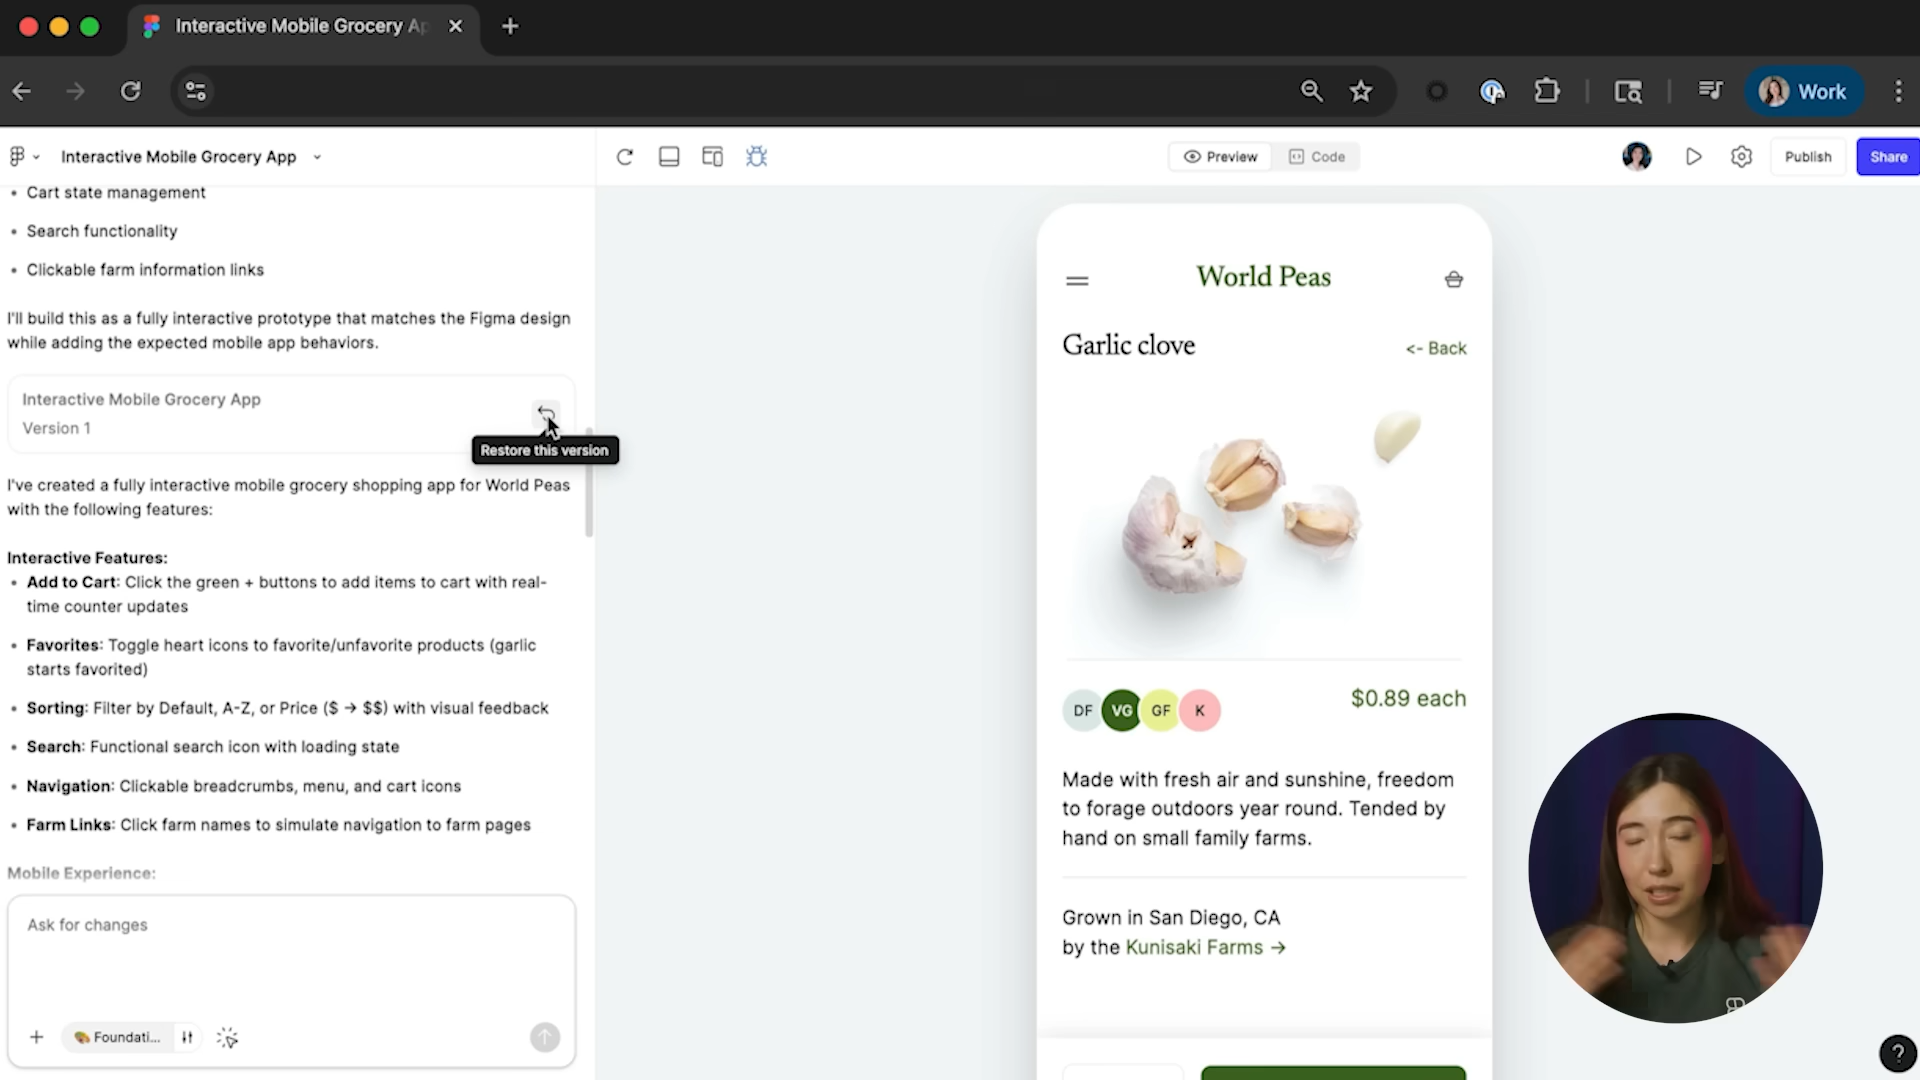 Interactive Mobile Grocery Ap
Work
Interactive Mobile Grocery App
Preview
Code
Publish
Share
Cart state management
Search functionality
Clickable farm information links
I'll build this as a fully interactive prototype that matches the Figma design
while adding the expected mobile app behaviors.
Interactive Mobile Grocery App
Version 1
Restore this version
I've created a fully interactive mobile grocery shopping app for World Peas
with the following features:
Interactive Features:
Add to Cart: Click the green + buttons to add items to cart with real-
time counter updates
Favorites: Toggle heart icons to favorite/unfavorite products (garlic
starts favorited)
Sorting: Filter by Default, A-Z, or Price ($ → $$) with visual feedback
Search: Functional search icon with loading state
Navigation: Clickable breadcrumbs, menu, and cart icons
Farm Links: Click farm names to simulate navigation to farm pages
Mobile Experience:
Ask for changes
Foundati...
World Peas
Garlic clove
<- Back
DF VG GF K
$0.89 each
Made with fresh air and sunshine, freedom
to forage outdoors year round. Tended by
hand on small family farms.
Grown in San Diego, CA
by the Kunisaki Farms →
?